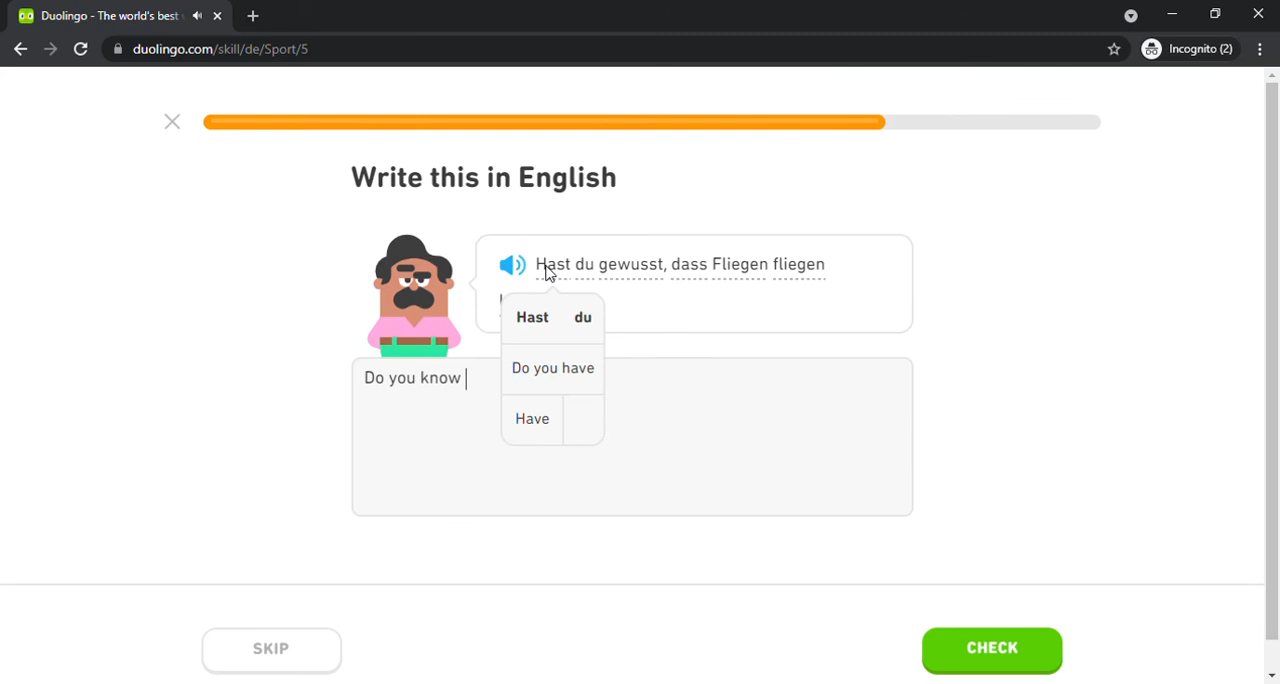 Duolingo - The world's best
duolingo.com/skill/de/Sport/5
Incognito (2)
Write this in English
Hast du gewusst, dass Fliegen fliegen
Hast du
Do you have
Have
Do you know
SKIP
CHECK